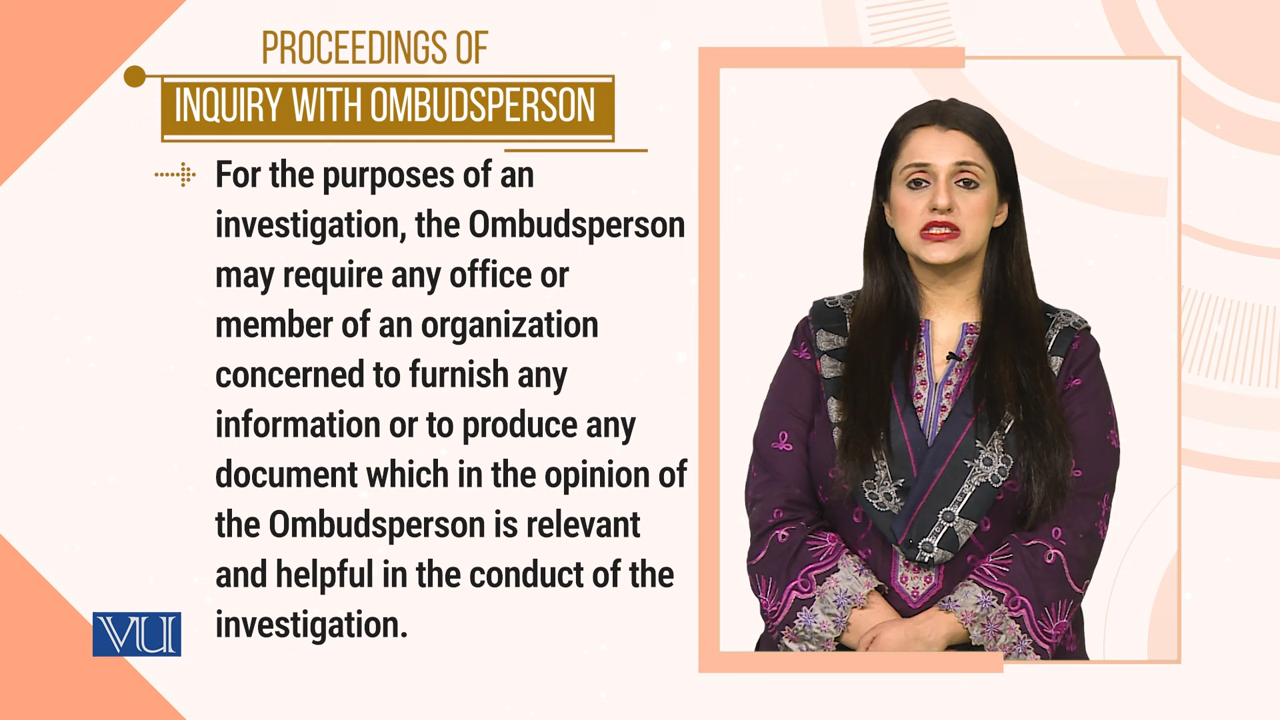 PROCEEDINGS OF
INQUIRY WITH OMBUDSPERSON
For the purposes of an
investigation, the Ombudsperson
may require any office or
member of an organization
concerned to furnish any
information or to produce any
document which in the opinion of
the Ombudsperson is relevant
and helpful in the conduct of the
investigation.
VU